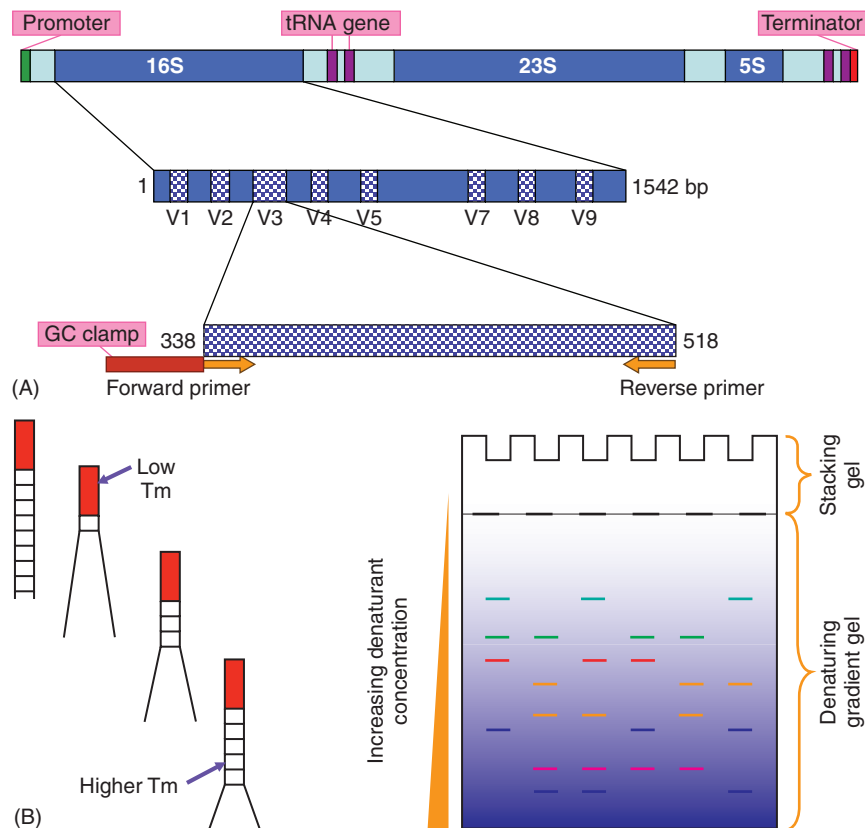 Promoter
tRNA gene
Terminator
16S
23S
5S
1
1542 bp
V1
V2
V3
V4
V5
V7
V8
V9
GC clamp
338
518
(A)
Forward primer
Reverse primer
Low
Tm
Higher Tm
(B)
Increasing denaturant
concentration
Stacking
gel
Denaturing
gradient gel